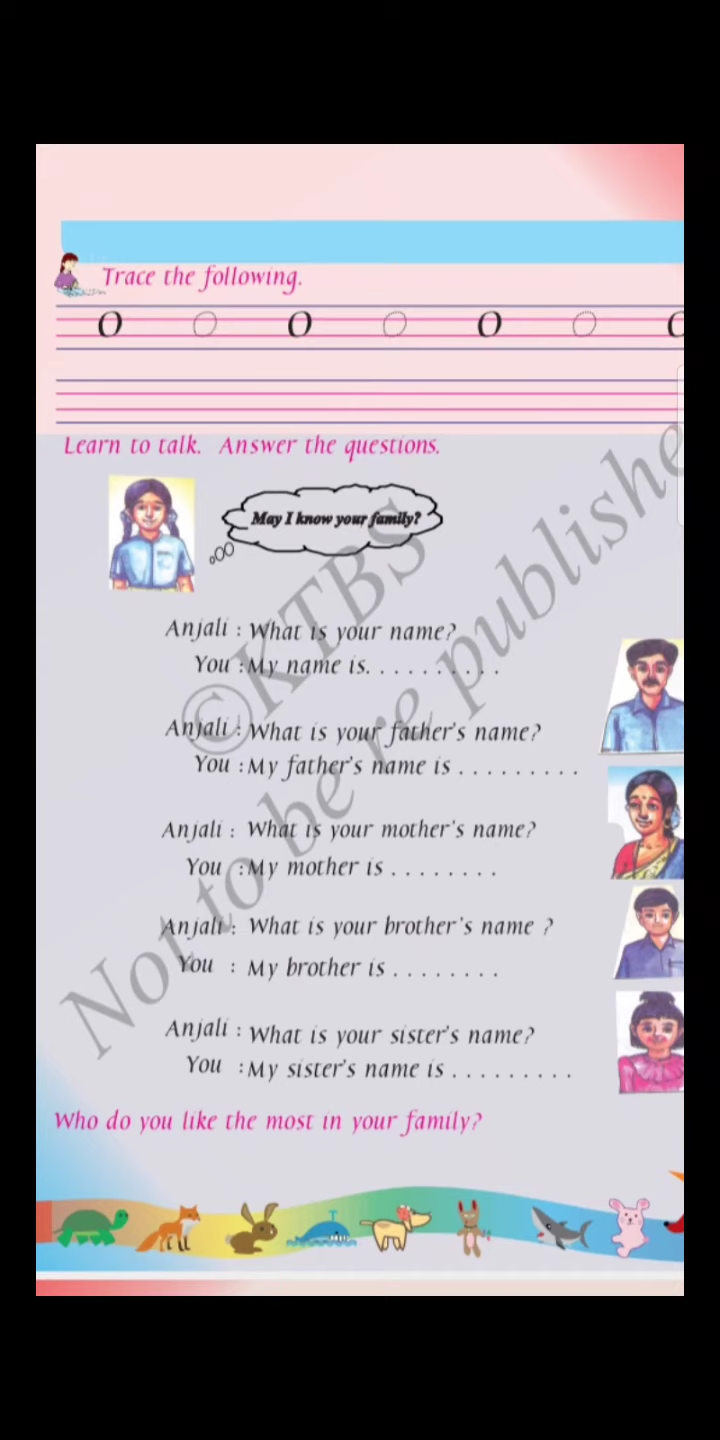 Trace the following.
o o o o o o o
Learn to talk. Answer the questions.
May I know your family?
Anjali : What is your name?
You : My name is. . . . . . . . . .
Anjali : What is your father's name?
You : My father's name is . . . . . . . . .
Anjali : What is your mother's name?
You : My mother is . . . . . . . .
Anjali : What is your brother's name ?
You : My brother is . . . . . . . .
Anjali : What is your sister's name?
You : My sister's name is . . . . . . . . .
Who do you like the most in your family?
©KTBS
Not to be re publishe